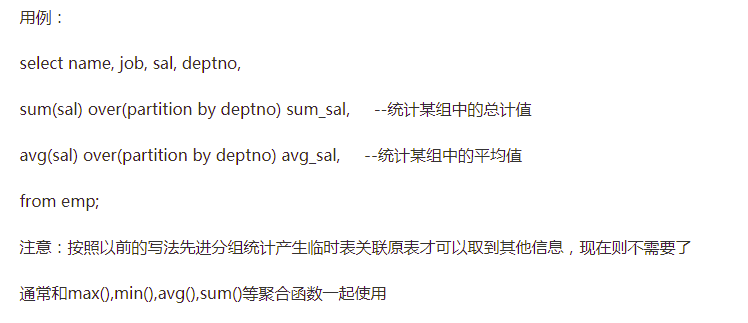 用例：
select name, job, sal, deptno,
sum(sal) over(partition by deptno) sum_sal, --统计某组中的总计值
avg(sal) over(partition by deptno) avg_sal, --统计某组中的平均值
from emp;
注意：按照以前的写法先进分组统计产生临时表关联原表才可以取到其他信息，现在则不需要了
通常和max(),min(),avg(),sum()等聚合函数一起使用